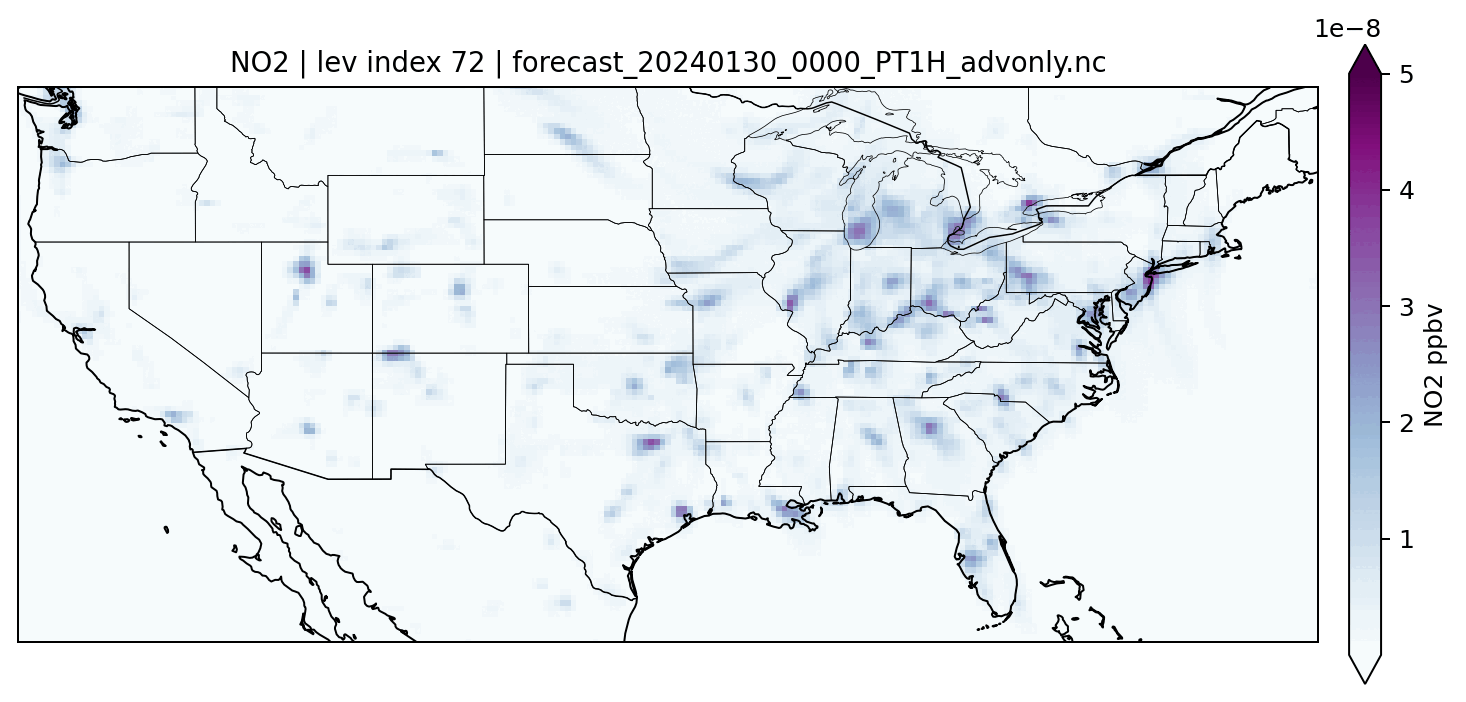 1e−8
NO2 | lev index 72 | forecast_20240130_0000_PT1H_advonly.nc
5
4
3
2
1
NO2 ppbv